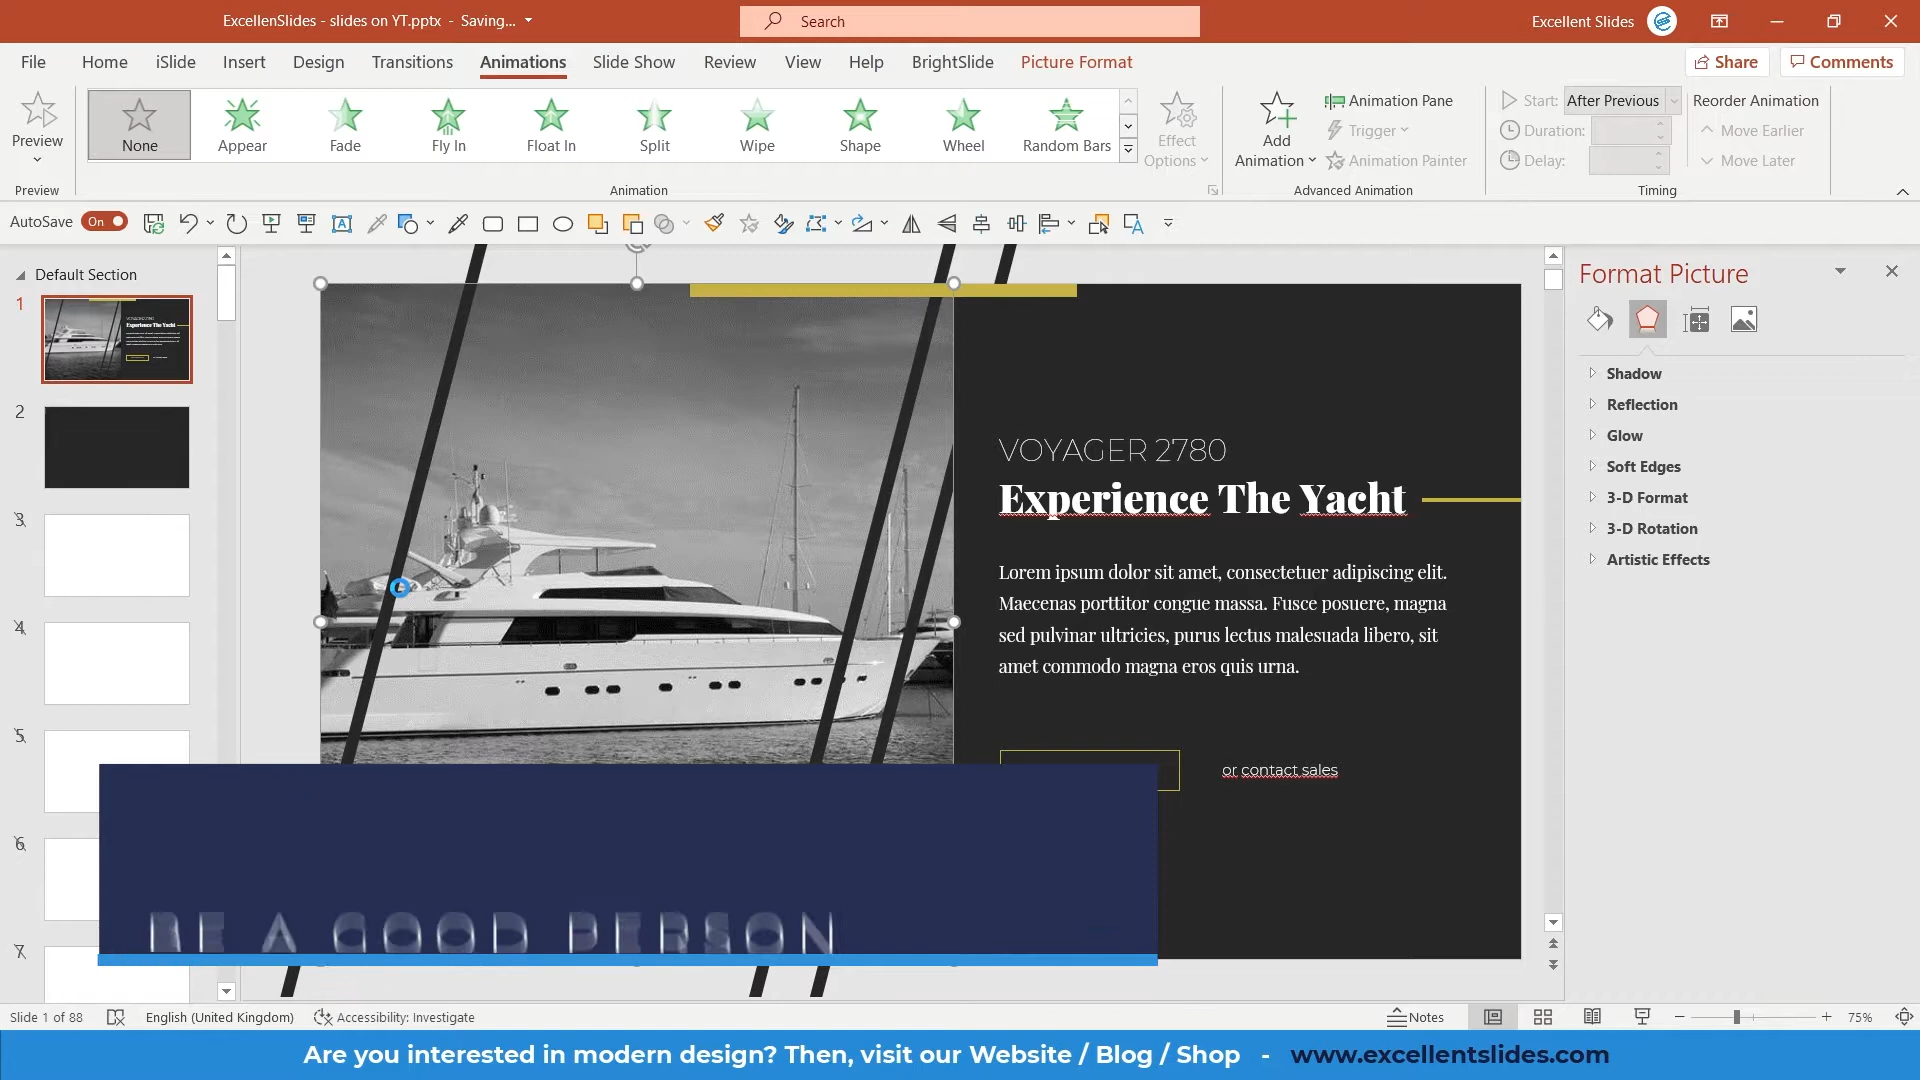 ExcellenSlides - slides on YT.pptx - Saving...
Search
Excellent Slides
File Home iSlide Insert Design Transitions Animations Slide Show Review View Help BrightSlide Picture Format
Share Comments
Preview
None Appear Fade Fly In Float In Split Wipe Shape Wheel Random Bars
Effect Options
Add Animation
Animation Pane
Trigger
Animation Painter
Start: After Previous
Duration:
Delay:
Reorder Animation
Move Earlier
Move Later
Preview Animation Advanced Animation Timing
AutoSave On
Default Section
1
2
3
4
5
6
7
VOYAGER 2780
Experience The Yacht
Lorem ipsum dolor sit amet, consectetuer adipiscing elit.
Maecenas porttitor congue massa. Fusce posuere, magna
sed pulvinar ultricies, purus lectus malesuada libero, sit
amet commodo magna eros quis urna.
or contact sales
BE A GOOD PERSON
Format Picture
Shadow
Reflection
Glow
Soft Edges
3-D Format
3-D Rotation
Artistic Effects
Slide 1 of 88 English (United Kingdom) Accessibility: Investigate Notes 75%
Are you interested in modern design? Then, visit our Website / Blog / Shop - www.excellentslides.com